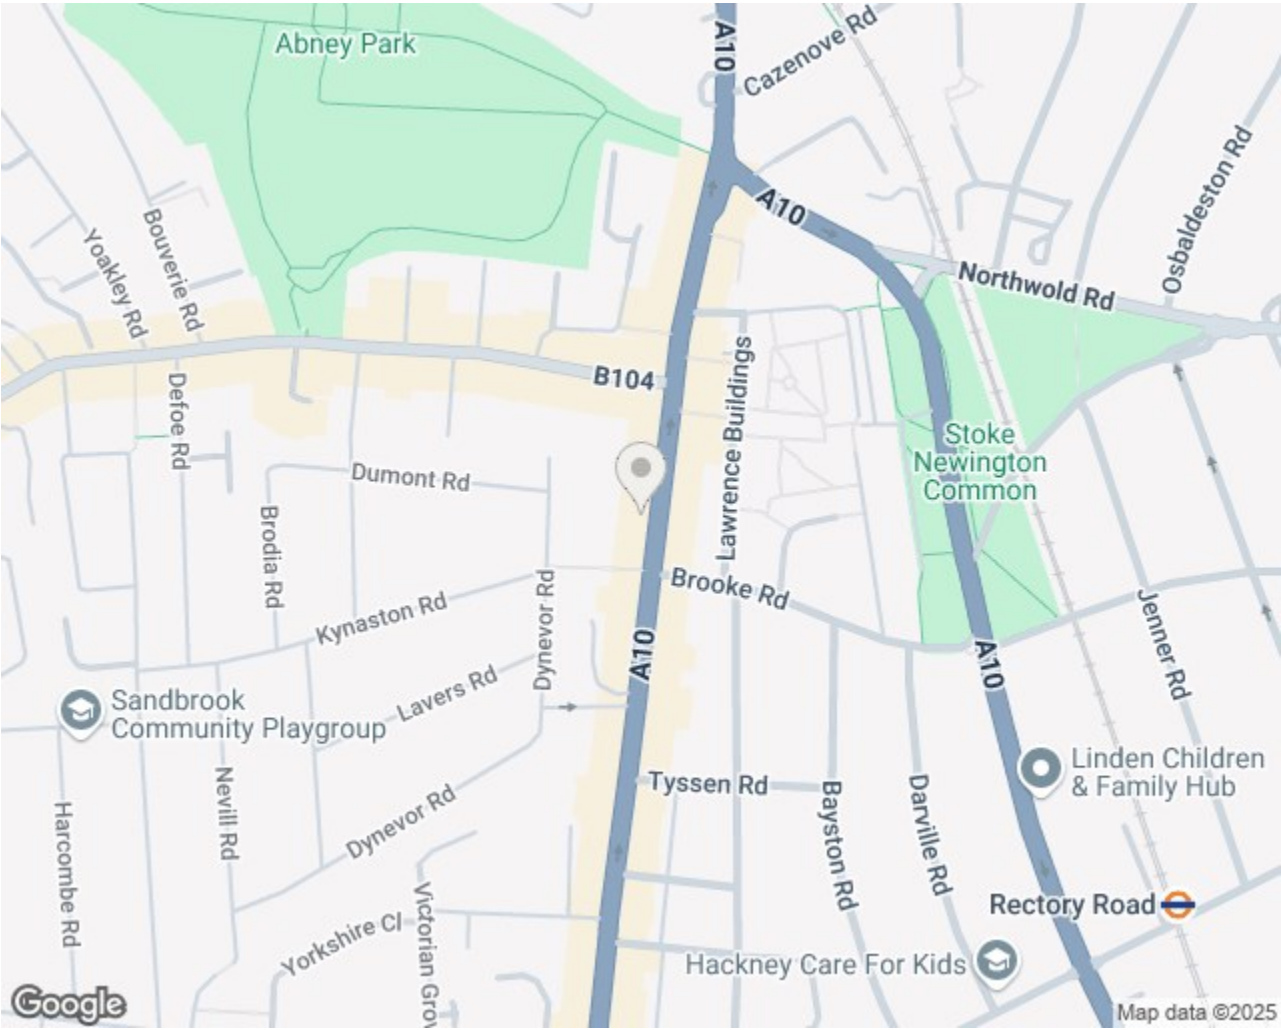 Abney Park
A10
Cazenove Rd
A10
Osbaldeston Rd
Bouverie Rd
Yoakley Rd
Northwold Rd
B104
Lawrence Buildings
Defoe Rd
Dumont Rd
Stoke
Newington
Common
Brodia Rd
Brooke Rd
Kynaston Rd
Dynevor Rd
Jenner Rd
A10
A10
Lavers Rd
Sandbrook
Community Playgroup
Linden Children
& Family Hub
Tyssen Rd
Nevill Rd
Dynevor Rd
Bayston Rd
Darville Rd
Harcombe Rd
Victorian Grov
Rectory Road
Yorkshire Cl
Hackney Care For Kids
Google
Map data ©2025